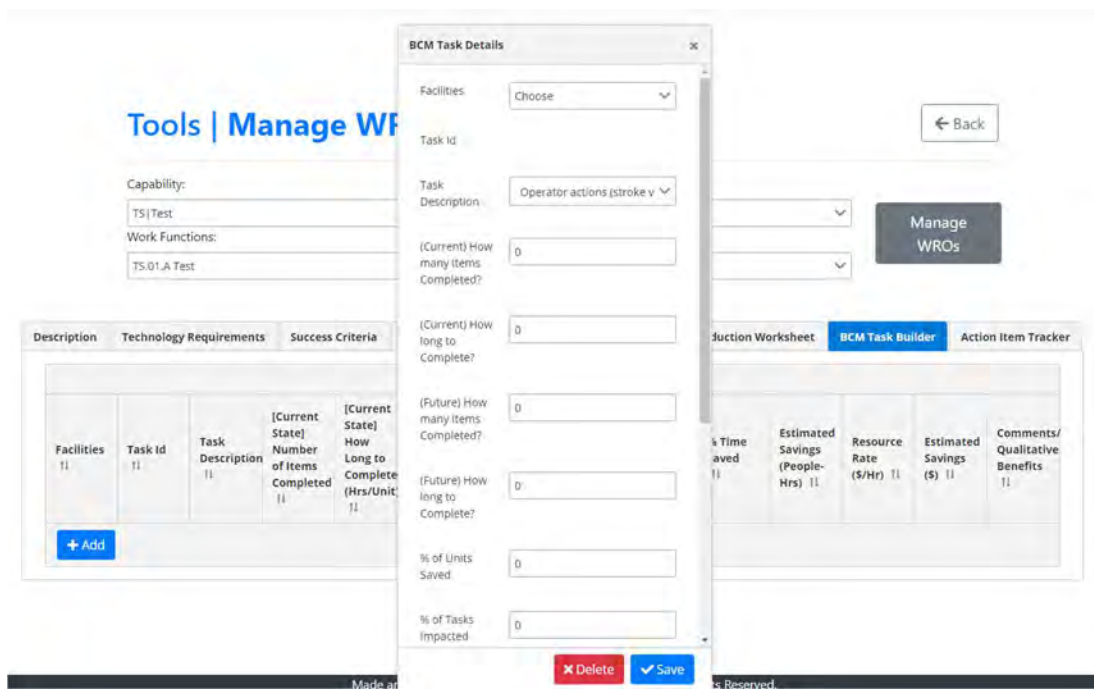 BCM Task Details
×
Facilities
Choose
Tools | Manage
← Back
Task Id
Capability:
Task
Description
Operator actions (stroke v
TS|Test
Manage
WROs
Work Functions:
(Current) How
many Items
Completed?
0
TS.01.A Test
(Current) How
long to
Complete?
0
Description
Technology Requirements
Success Criteria
duction Worksheet
BCM Task Builder
Action Item Tracker
(Future) How
many Items
Completed?
0
Facilities
Task Id
Task
Description
[Current
State]
Number
of Items
Completed
[Current
State]
How
Long to
Complete
(Hrs/Unit)
% Time
aved
Estimated
Savings
(People-
Hrs)
Resource
Rate
($/Hr)
Estimated
Savings
($)
Comments/
Qualitative
Benefits
(Future) How
long to
Complete?
0
+ Add
% of Units
Saved
0
% of Tasks
Impacted
0
× Delete
✓ Save
Made
ts Reserved.